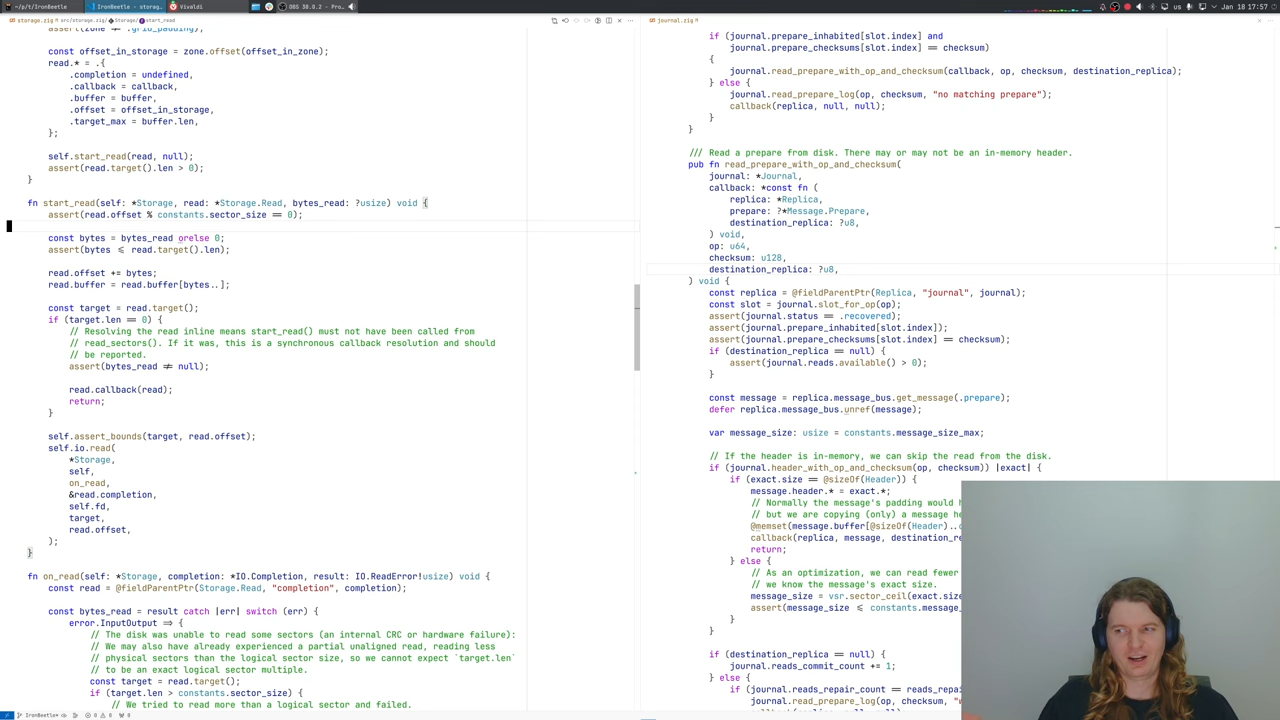 ~/p/t/IronBeetle
IronBeetle
Vivaldi
OBS 30.0.2 - P
us
Jan 18 17:57
storage.zig src/storage.zig Storage start_read
journal.zig
assert(zone != .grid_padding);
const offset_in_storage = zone.offset(offset_in_zone);
read.* = .{
.completion = undefined,
.callback = callback,
.buffer = buffer,
.offset = offset_in_storage,
.target_max = buffer.len,
};
self.start_read(read, null);
assert(read.target().len > 0);
}
fn start_read(self: *Storage, read: *Storage.Read, bytes_read: ?usize) void {
assert(read.offset % constants.sector_size == 0);
const bytes = bytes_read orelse 0;
assert(bytes <= read.target().len);
read.offset += bytes;
read.buffer = read.buffer[bytes..];
const target = read.target();
if (target.len == 0) {
// Resolving the read inline means start_read() must not have been called from
// read_sectors(). If it was, this is a synchronous callback resolution and should
// be reported.
assert(bytes_read != null);
read.callback(read);
return;
}
self.assert_bounds(target, read.offset);
self.io.read(
*Storage,
self,
on_read,
&read.completion,
self.fd,
target,
read.offset,
);
}
fn on_read(self: *Storage, completion: *IO.Completion, result: IO.ReadError!usize) void {
const read = @fieldParentPtr(Storage.Read, "completion", completion);
const bytes_read = result catch |err| switch (err) {
error.InputOutput => {
// The disk was unable to read some sectors (an internal CRC or hardware failure):
// We may also have already experienced a partial unaligned read, reading less
// physical sectors than the logical sector size, so we cannot expect `target.len`
// to be an exact logical sector multiple.
const target = read.target();
if (target.len > constants.sector_size) {
// We tried to read more than a logical sector and failed.
if (journal.prepare_inhabited[slot.index] and
journal.prepare_checksums[slot.index] == checksum)
{
journal.read_prepare_with_op_and_checksum(callback, op, checksum, destination_replica);
} else {
journal.read_prepare_log(op, checksum, "no matching prepare");
callback(replica, null, null);
}
}
/// Read a prepare from disk. There may or may not be an in-memory header.
pub fn read_prepare_with_op_and_checksum(
journal: *Journal,
callback: *const fn (
replica: *Replica,
prepare: ?*Message.Prepare,
destination_replica: ?u8,
) void,
op: u64,
checksum: u128,
destination_replica: ?u8,
) void {
const replica = @fieldParentPtr(Replica, "journal", journal);
const slot = journal.slot_for_op(op);
assert(journal.status == .recovered);
assert(journal.prepare_inhabited[slot.index]);
assert(journal.prepare_checksums[slot.index] == checksum);
if (destination_replica == null) {
assert(journal.reads.available() > 0);
}
const message = replica.message_bus.get_message(.prepare);
defer replica.message_bus.unref(message);
var message_size: usize = constants.message_size_max;
// If the header is in-memory, we can skip the read from the disk.
if (journal.header_with_op_and_checksum(op, checksum)) |exact| {
if (exact.size == @sizeOf(Header)) {
message.header.* = exact.*;
// Normally the message's padding would
// but we are copying (only) a message he
@memset(message.buffer[@sizeOf(Header)..
callback(replica, message, destination_re
return;
} else {
// As an optimization, we can read fewer
// we know the message's exact size.
message_size = vsr.sector_ceil(exact.size
assert(message_size <= constants.message_
}
}
if (destination_replica == null) {
journal.reads_commit_count += 1;
} else {
if (journal.reads_repair_count == reads_repai
journal.read_prepare_log(op, checksum, "
IronBeetle
0
0
0